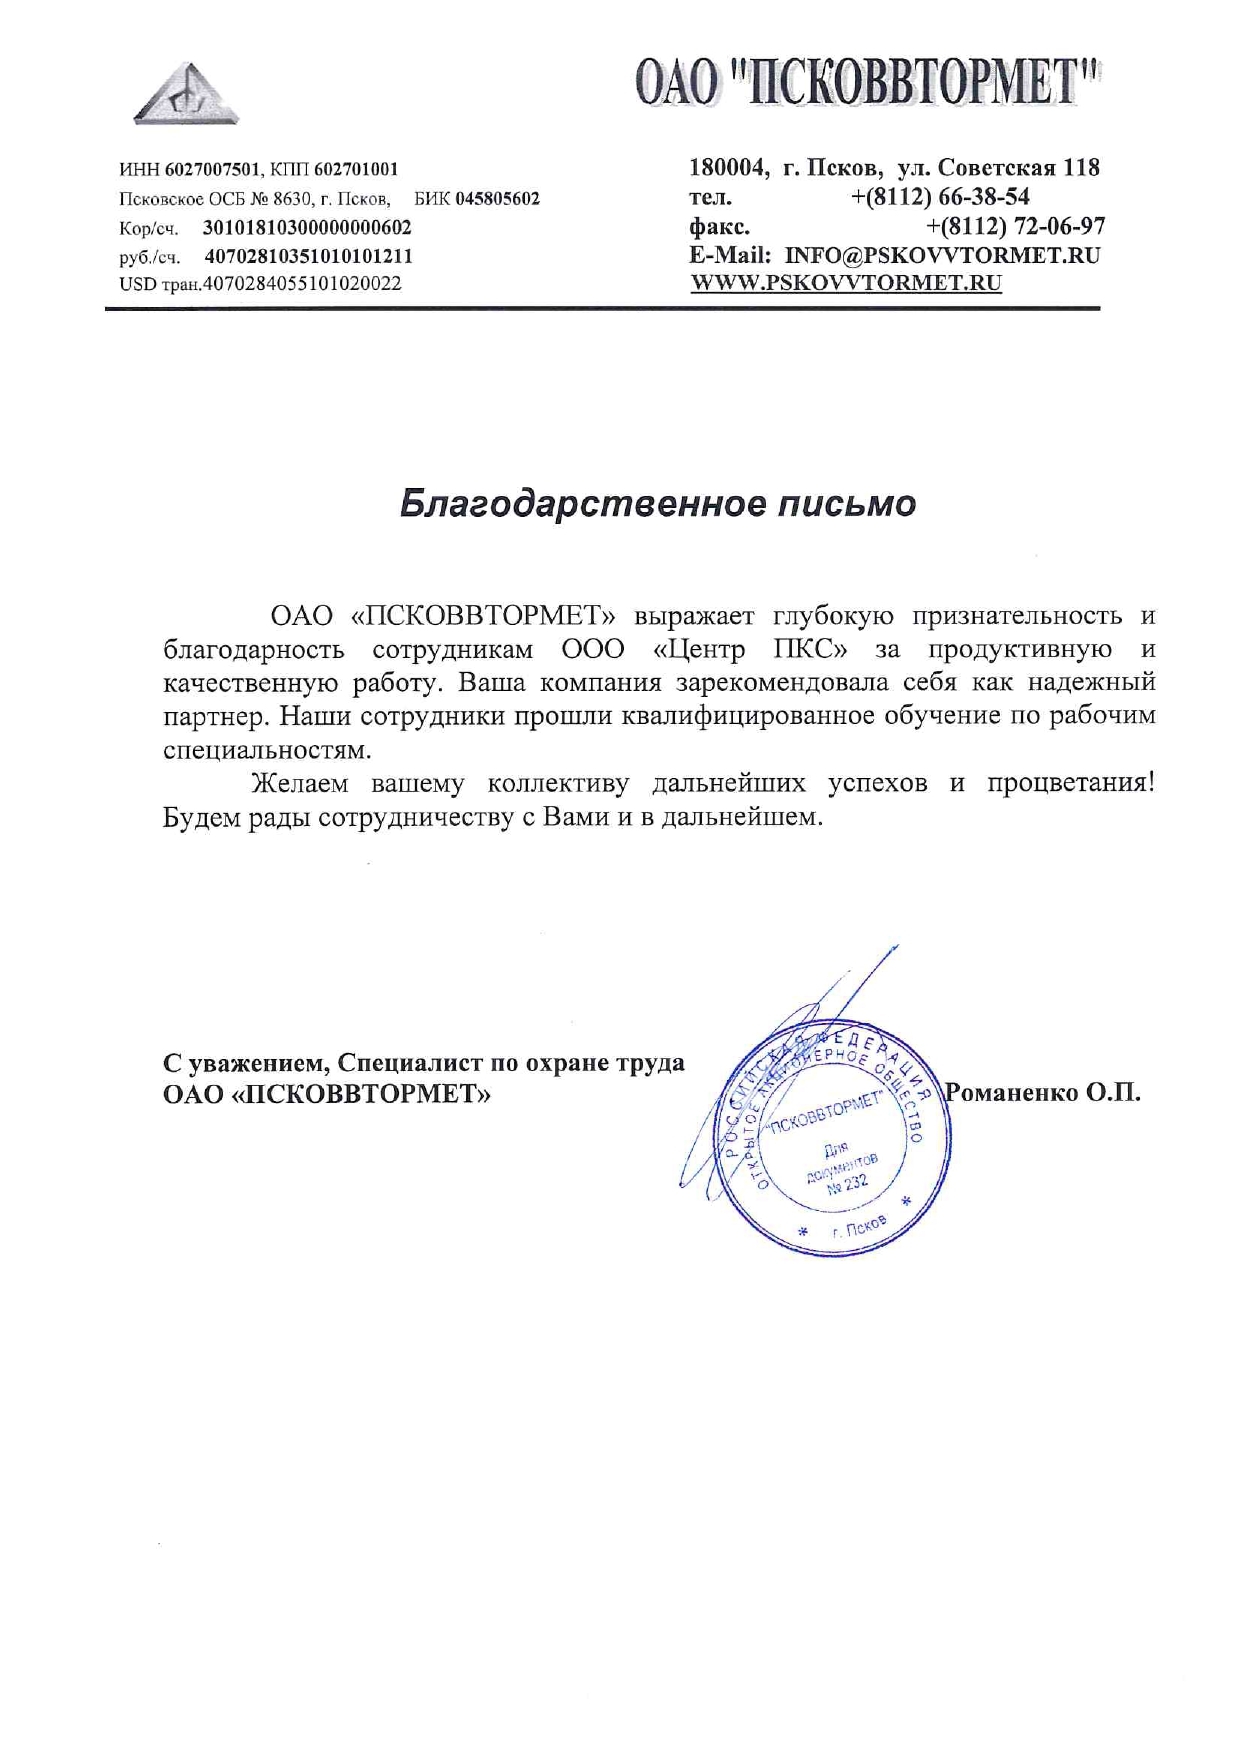 ОАО "ПСКОВВТОРМЕТ"
ИНН 6027007501, КПП 602701001
Псковское ОСБ № 8630, г. Псков, БИК 045805602
Кор/сч. 30101810300000000602
руб./сч. 40702810351010101211
USD тран.4070284055101020022
180004, г. Псков, ул. Советская 118
тел. +(8112) 66-38-54
факс. +(8112) 72-06-97
E-Mail: INFO@PSKOVVTORMET.RU
WWW.PSKOVVTORMET.RU
Благодарственное письмо
ОАО «ПСКОВВТОРМЕТ» выражает глубокую признательность и
благодарность сотрудникам ООО «Центр ПКС» за продуктивную и
качественную работу. Ваша компания зарекомендовала себя как надежный
партнер. Наши сотрудники прошли квалифицированное обучение по рабочим
специальностям.
Желаем вашему коллективу дальнейших успехов и процветания!
Будем рады сотрудничеству с Вами и в дальнейшем.
С уважением, Специалист по охране труда
ОАО «ПСКОВВТОРМЕТ»
Романенко О.П.
РОССИЙСКАЯ ФЕДЕРАЦИЯ
ОТКРЫТОЕ АКЦИОНЕРНОЕ ОБЩЕСТВО
"ПСКОВВТОРМЕТ"
Для
документов
№ 232
* г. Псков *